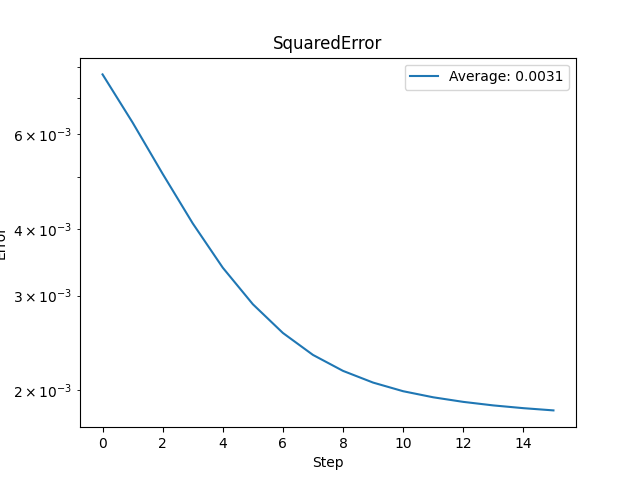 SquaredError
Average: 0.0031
6 × 10⁻³
4 × 10⁻³
3 × 10⁻³
2 × 10⁻³
Error
0 2 4 6 8 10 12 14
Step